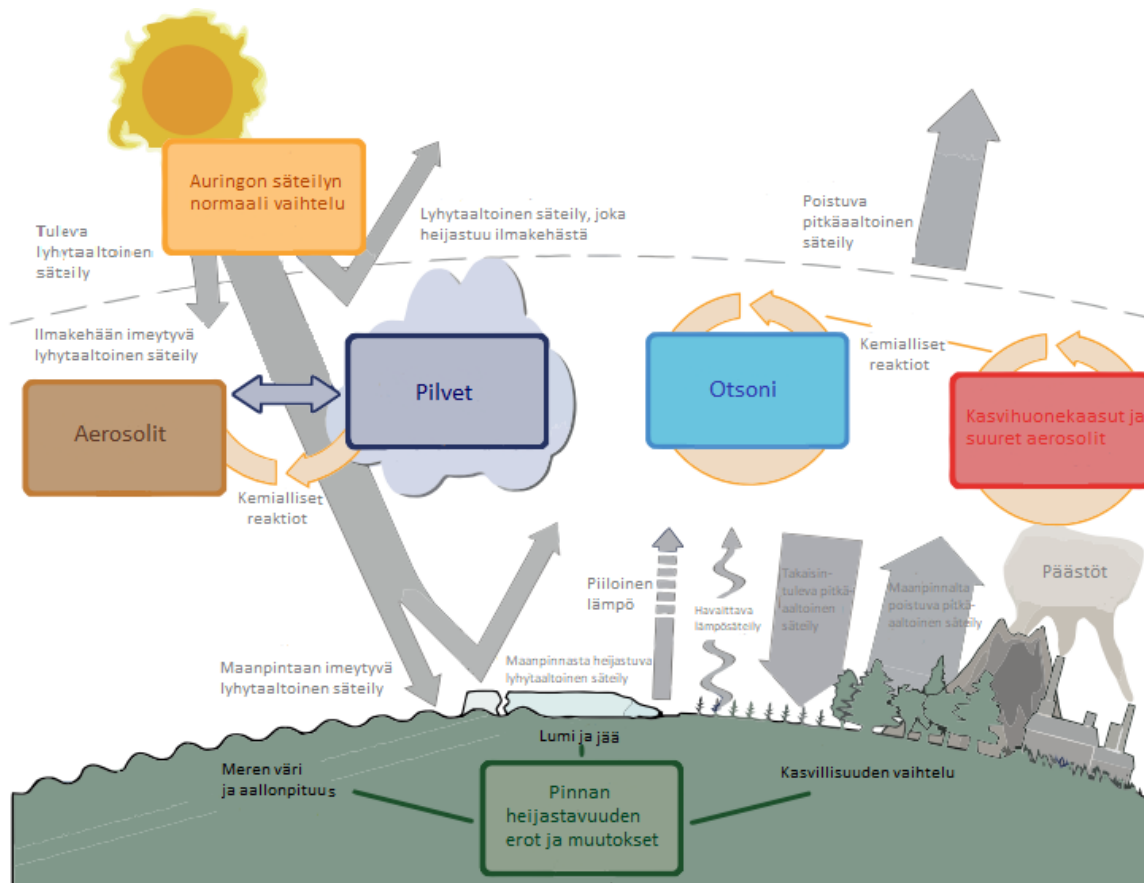 Auringon säteilyn
normaali vaihtelu
Tuleva
lyhytaaltoinen
säteily
Lyhytaaltoinen säteily, joka
heijastuu ilmakehästä
Poistuva
pitkäaaltoinen
säteily
Ilmakehään imeytyvä
lyhytaaltoinen säteily
Kemialliset
reaktiot
Aerosolit
Pilvet
Otsoni
Kasvihuonekaasut ja
suuret aerosolit
Kemialliset
reaktiot
Päästöt
Piiloinen
lämpö
Havaittava
lämpösäteily
Takaisin-
tuleva pitkä-
aaltoinen
säteily
Maanpinnalta
poistuva pitkä-
aaltoinen säteily
Maanpintaan imeytyvä
lyhytaaltoinen säteily
Maanpinnasta heijastuva
lyhytaaltoinen säteily
Lumi ja jää
Meren väri
ja aallonpituus
Pinnan
heijastavuuden
erot ja muutokset
Kasvillisuuden vaihtelu